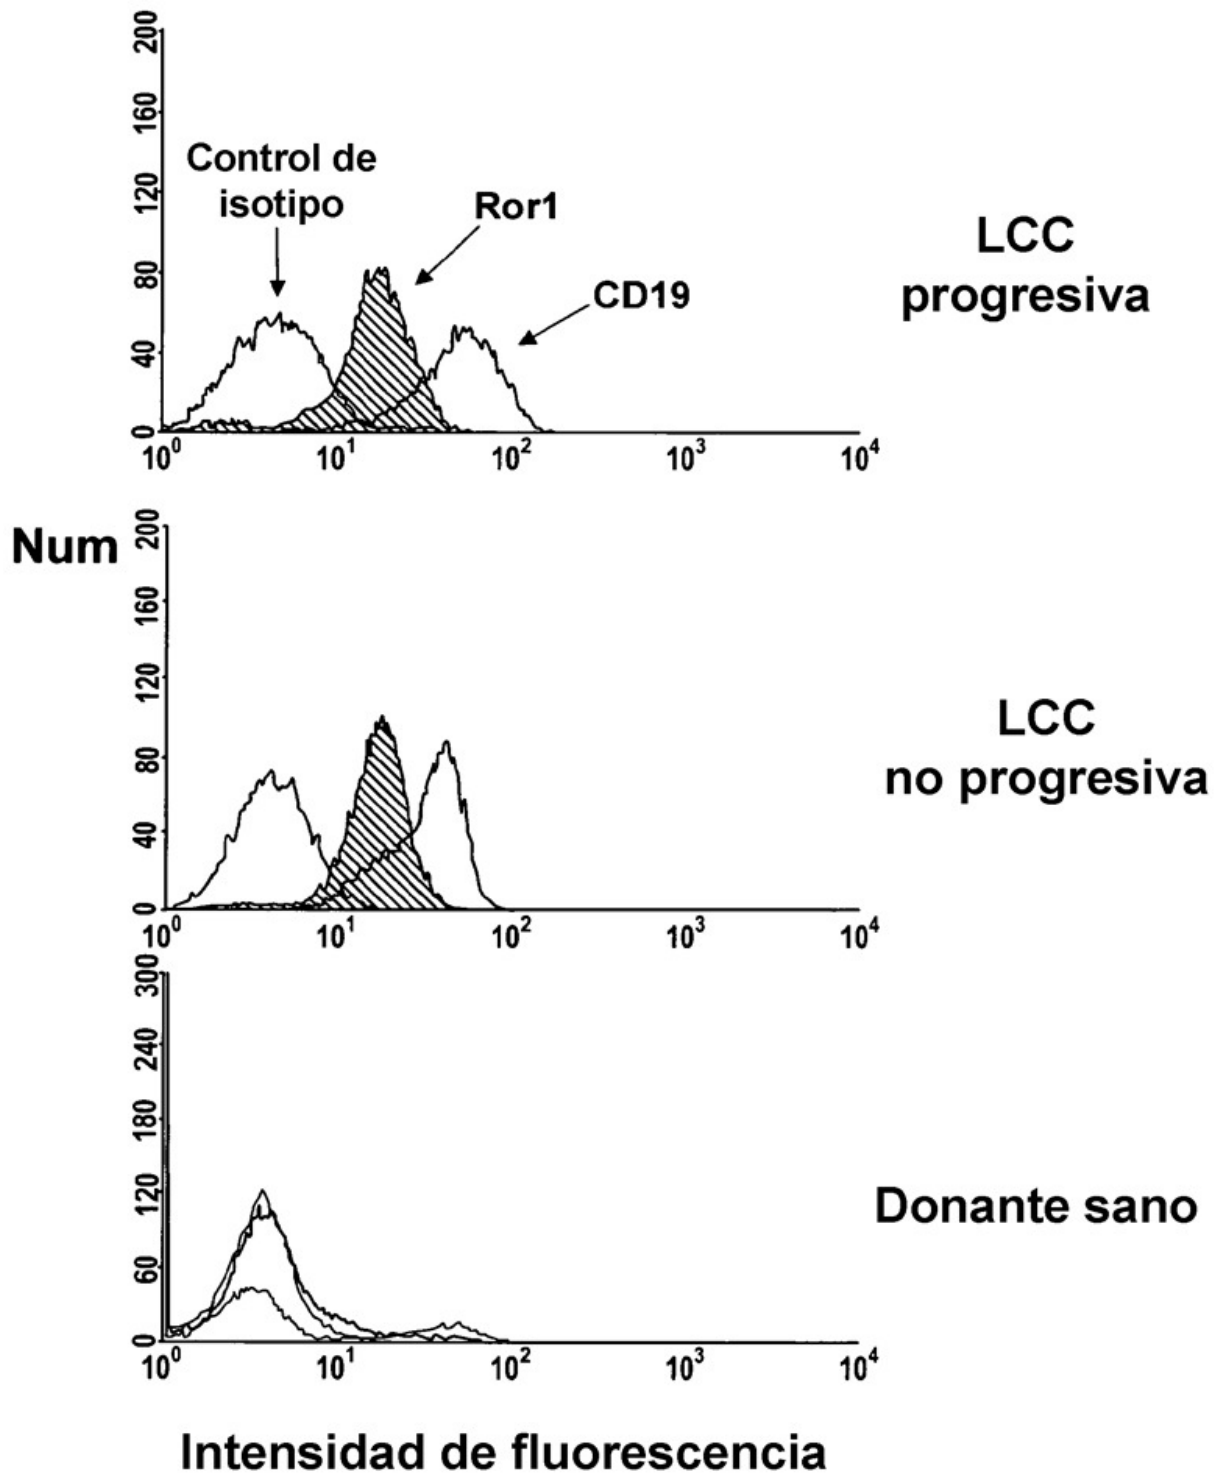 200
160
120
80
40
0
Control de
isotipo
Ror1
CD19
LCC
progresiva
10^0 10^1 10^2 10^3 10^4
Num
200
160
120
80
40
0
LCC
no progresiva
10^0 10^1 10^2 10^3 10^4
300
240
180
120
60
0
Donante sano
10^0 10^1 10^2 10^3 10^4
Intensidad de fluorescencia